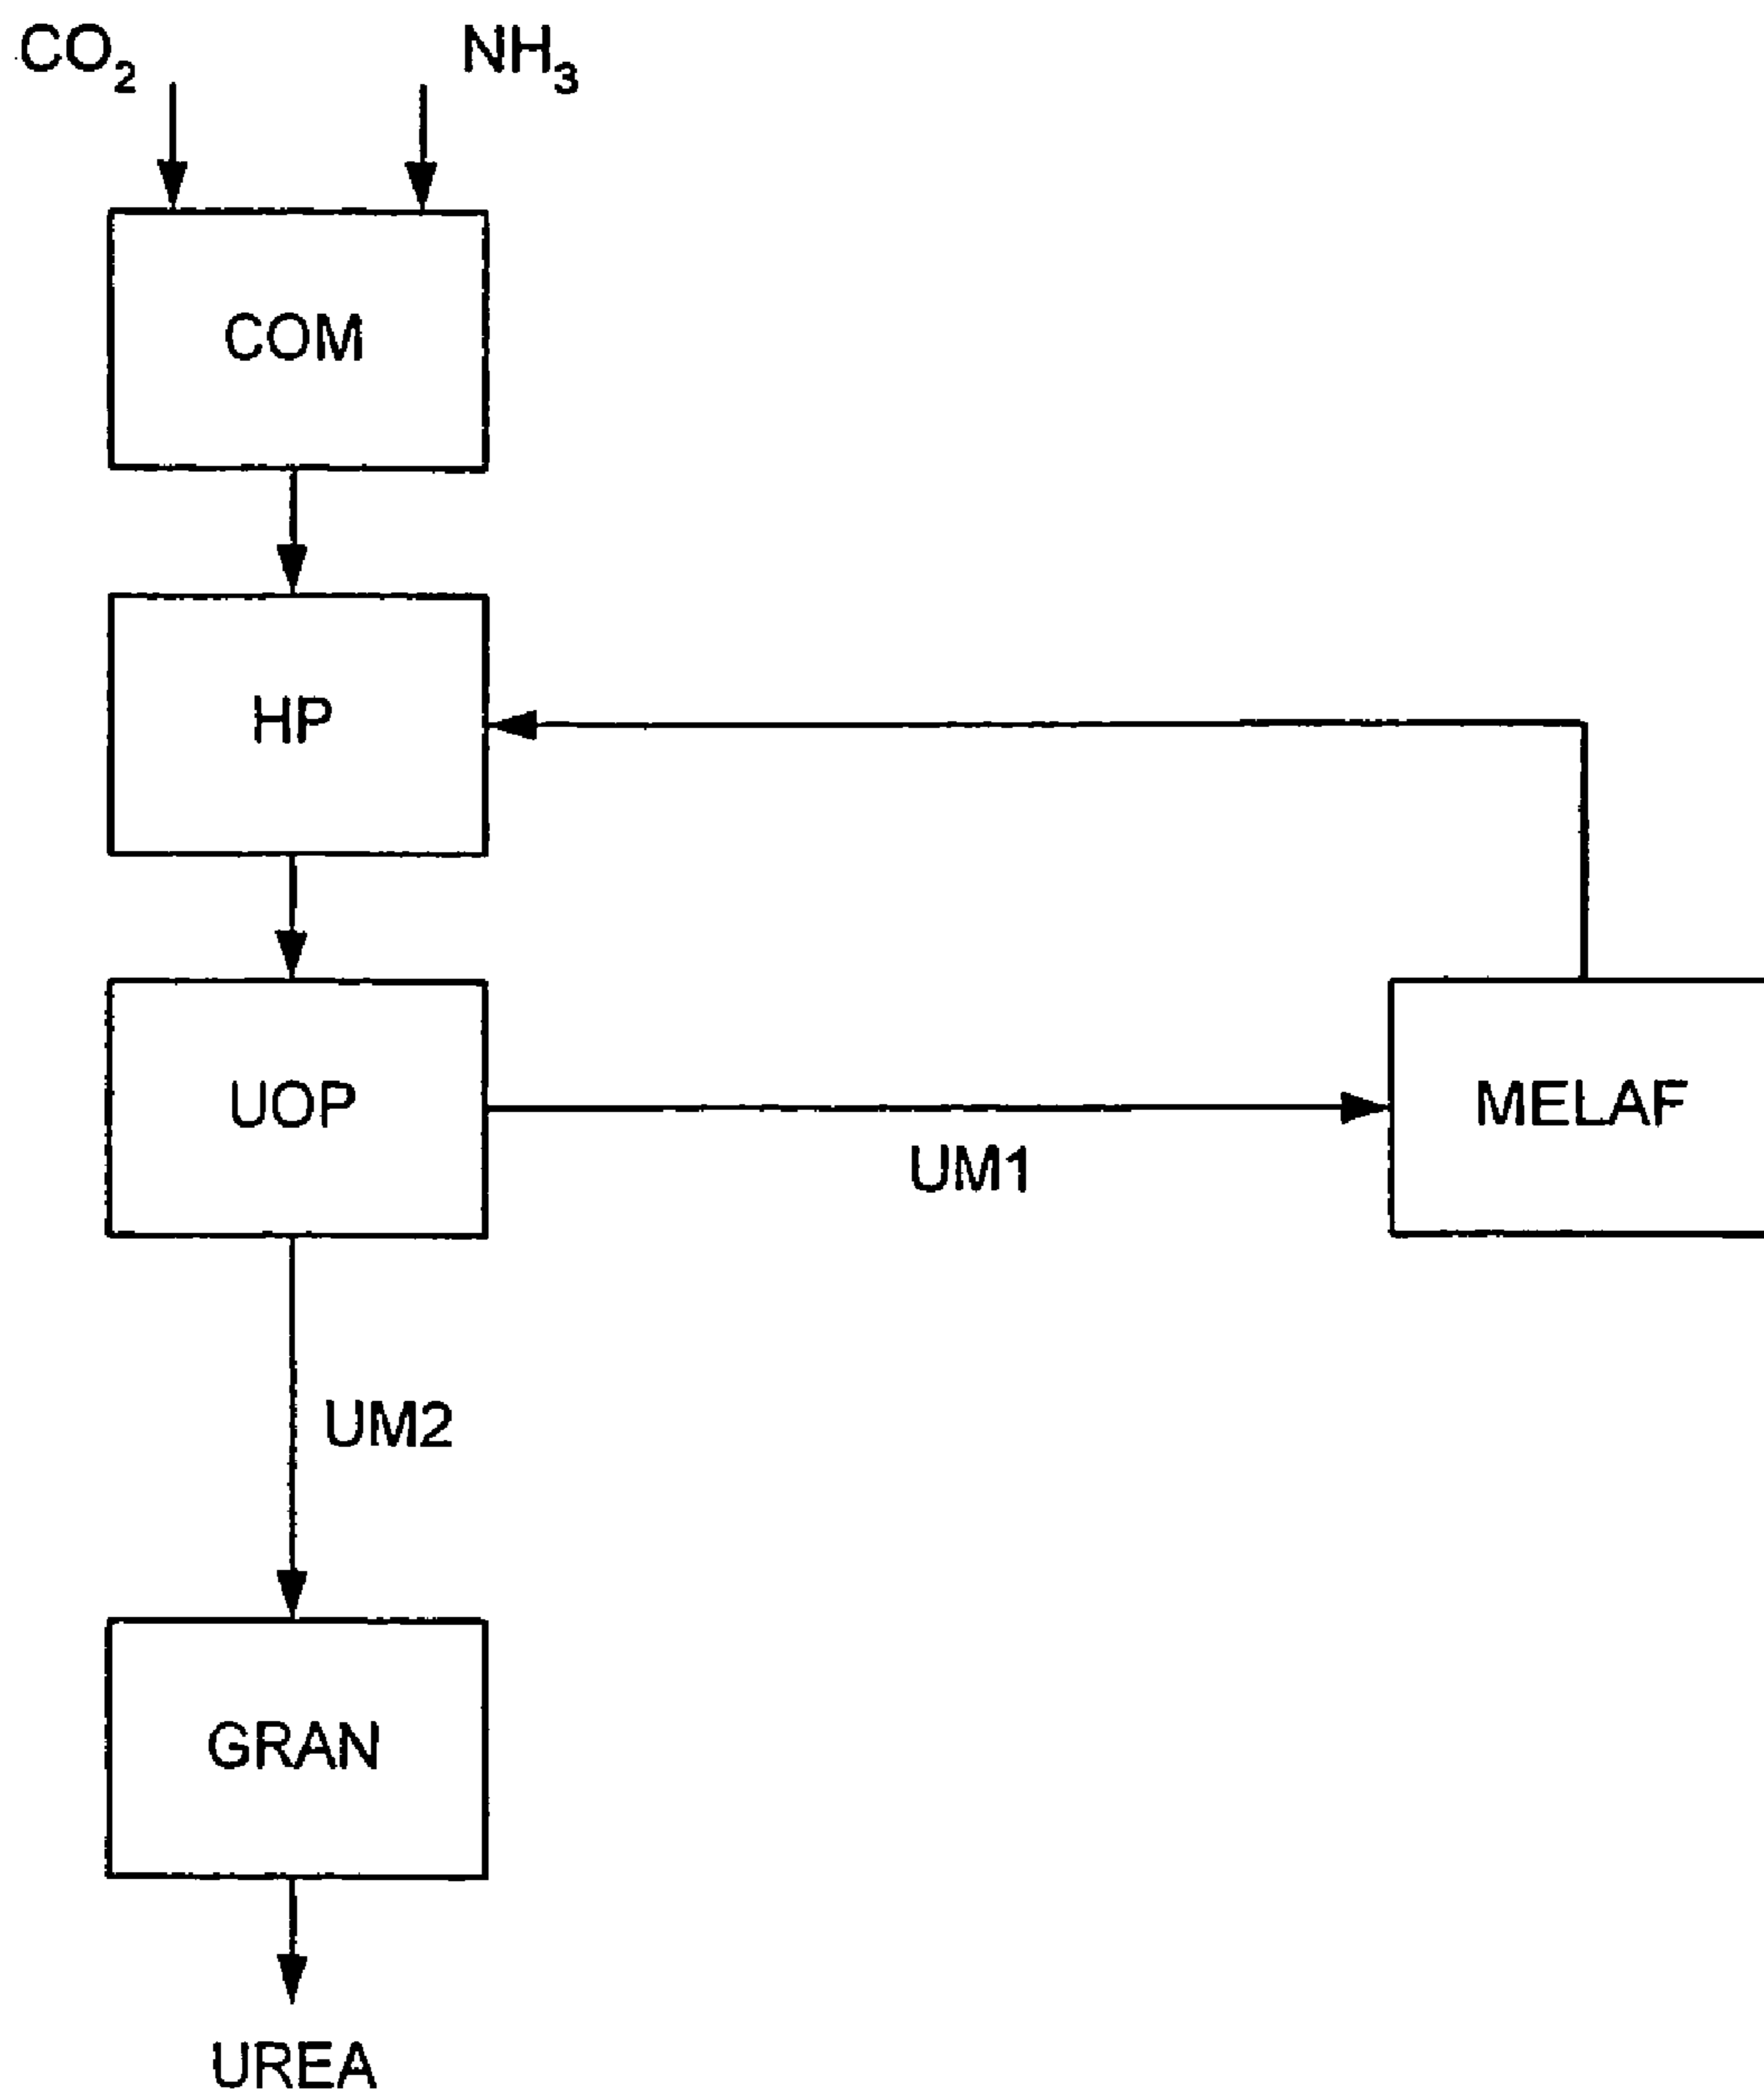 CO₂
NH₃
COM
HP
UOP
MELAF
UM1
UM2
GRAN
UREA